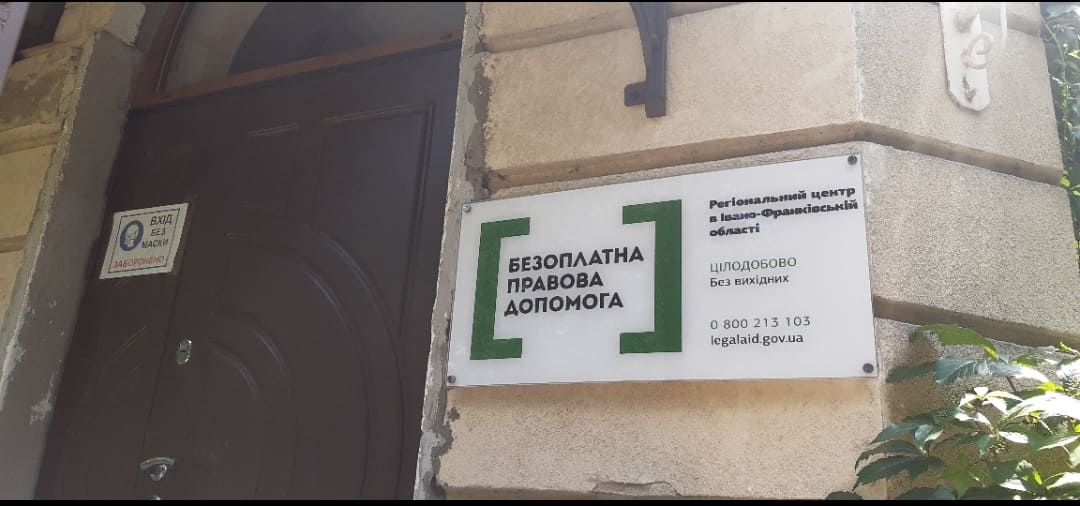 ВХІД
БЕЗ
МАСКИ
ЗАБОРОНЕНО
БЕЗОПЛАТНА
ПРАВОВА
ДОПОМОГА
Регіональний центр
в Івано-Франківській
області
ЦІЛОДОБОВО
Без вихідних
0 800 213 103
legalaid.gov.ua